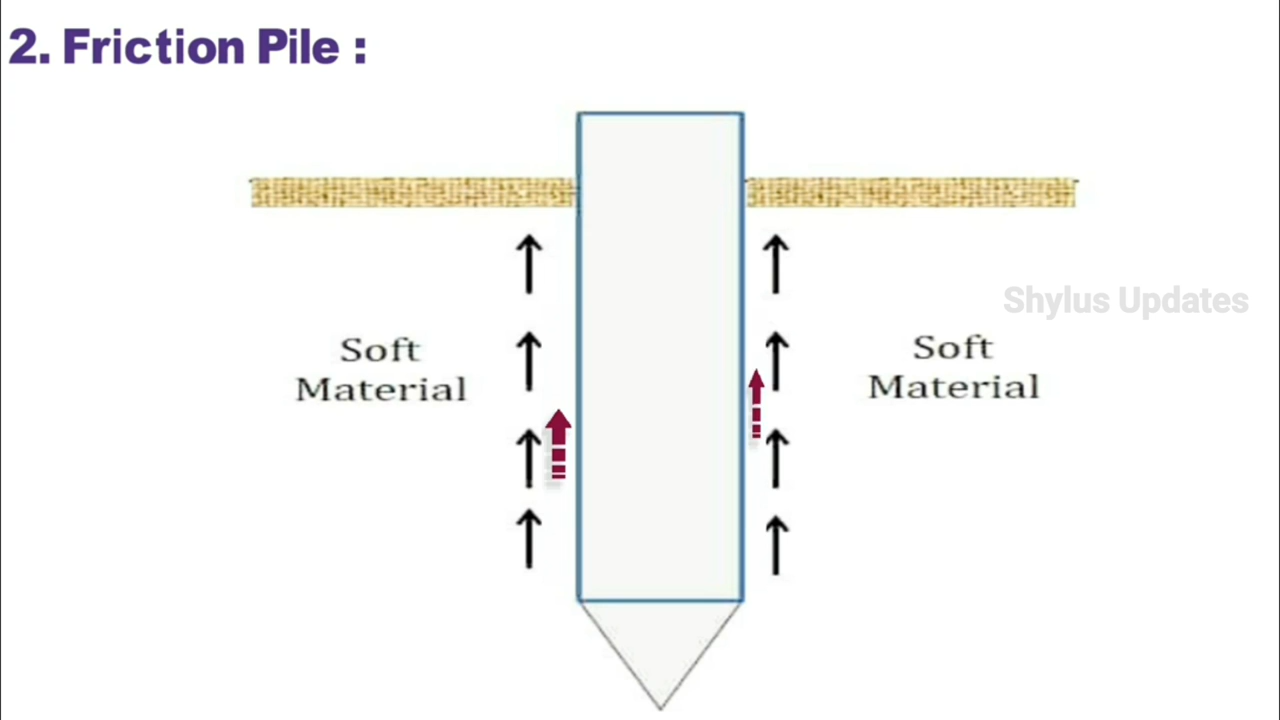 2. Friction Pile :
Shylus Updates
Soft
Material
Soft
Material